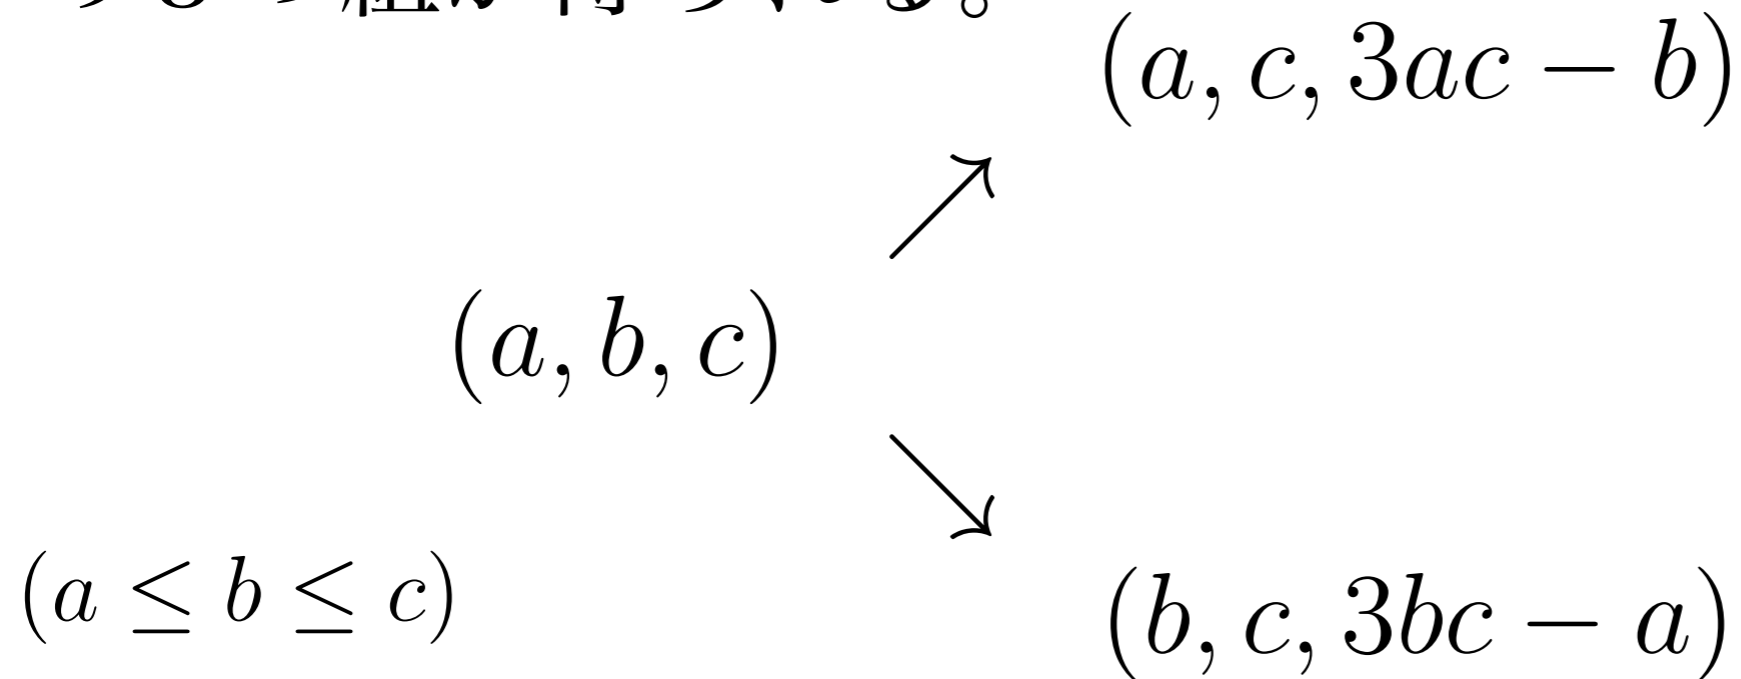 (a, c, 3ac − b)
↗
(a, b, c)
↘
(a ≤ b ≤ c)
(b, c, 3bc − a)